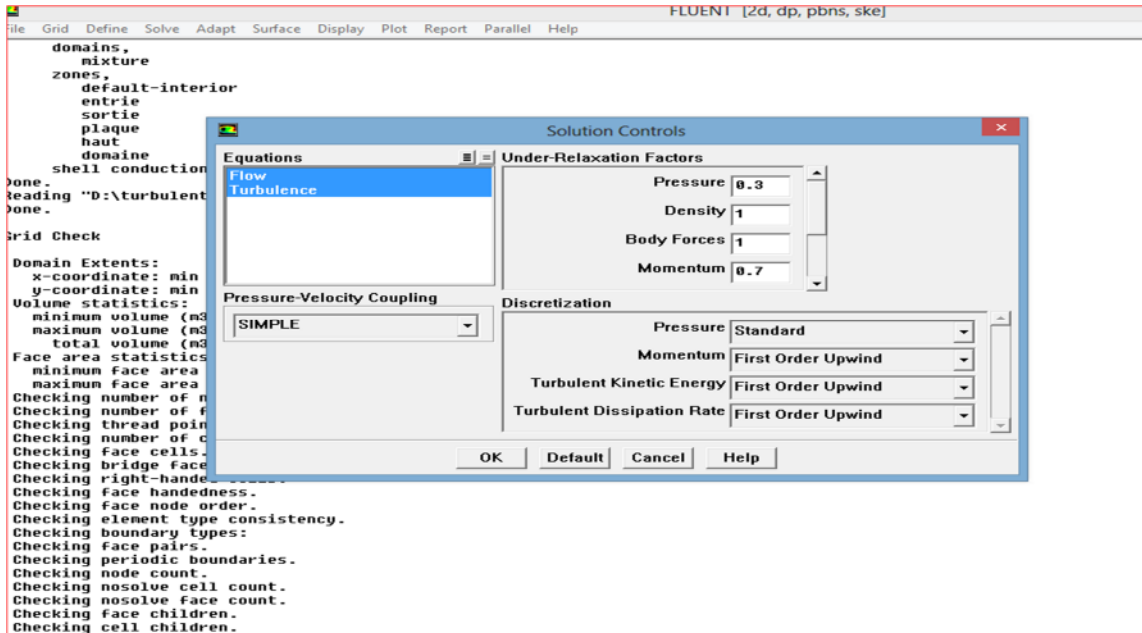 FLUENT [2d, dp, pbns, ske]
File Grid Define Solve Adapt Surface Display Plot Report Parallel Help
domains,
mixture
zones,
default-interior
entrie
sortie
plaque
haut
domaine
shell conduction
Done.
Reading "D:\turbulent
Done.
Grid Check
Domain Extents:
x-coordinate: min
y-coordinate: min
Volume statistics:
minimum volume (m3
maximum volume (m3
total volume (m3
Face area statistics
minimum face area
maximum face area
Checking number of n
Checking number of f
Checking thread poin
Checking number of c
Checking face cells.
Checking bridge face
Checking right-handed cells.
Checking face handedness.
Checking face node order.
Checking element type consistency.
Checking boundary types:
Checking face pairs.
Checking periodic boundaries.
Checking node count.
Checking nosolve cell count.
Checking nosolve face count.
Checking face children.
Checking cell children.
Solution Controls
Equations
Flow
Turbulence
Pressure-Velocity Coupling
SIMPLE
Under-Relaxation Factors
Pressure 0.3
Density 1
Body Forces 1
Momentum 0.7
Discretization
Pressure Standard
Momentum First Order Upwind
Turbulent Kinetic Energy First Order Upwind
Turbulent Dissipation Rate First Order Upwind
OK Default Cancel Help